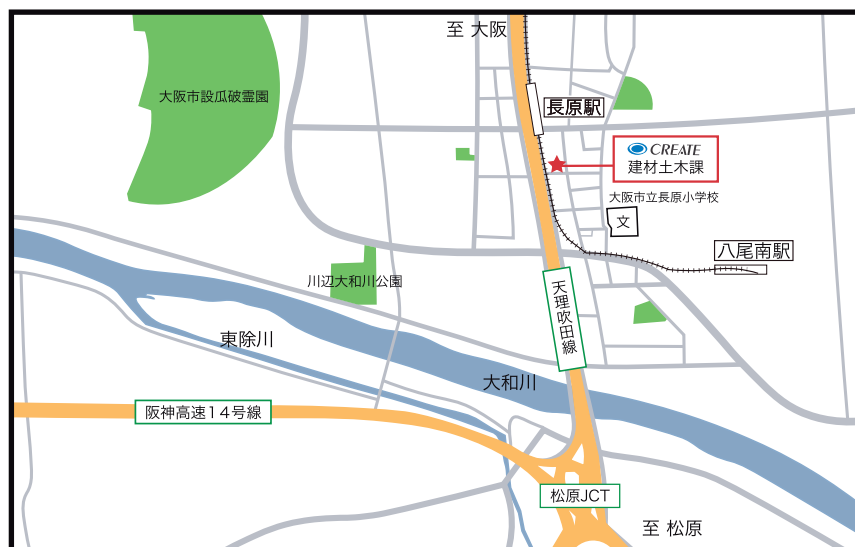 至 大阪
大阪市設瓜破霊園
長原駅
CREATE
建材土木課
大阪市立長原小学校
文
八尾南駅
川辺大和川公園
天理吹田線
東除川
大和川
阪神高速14号線
松原JCT
至 松原